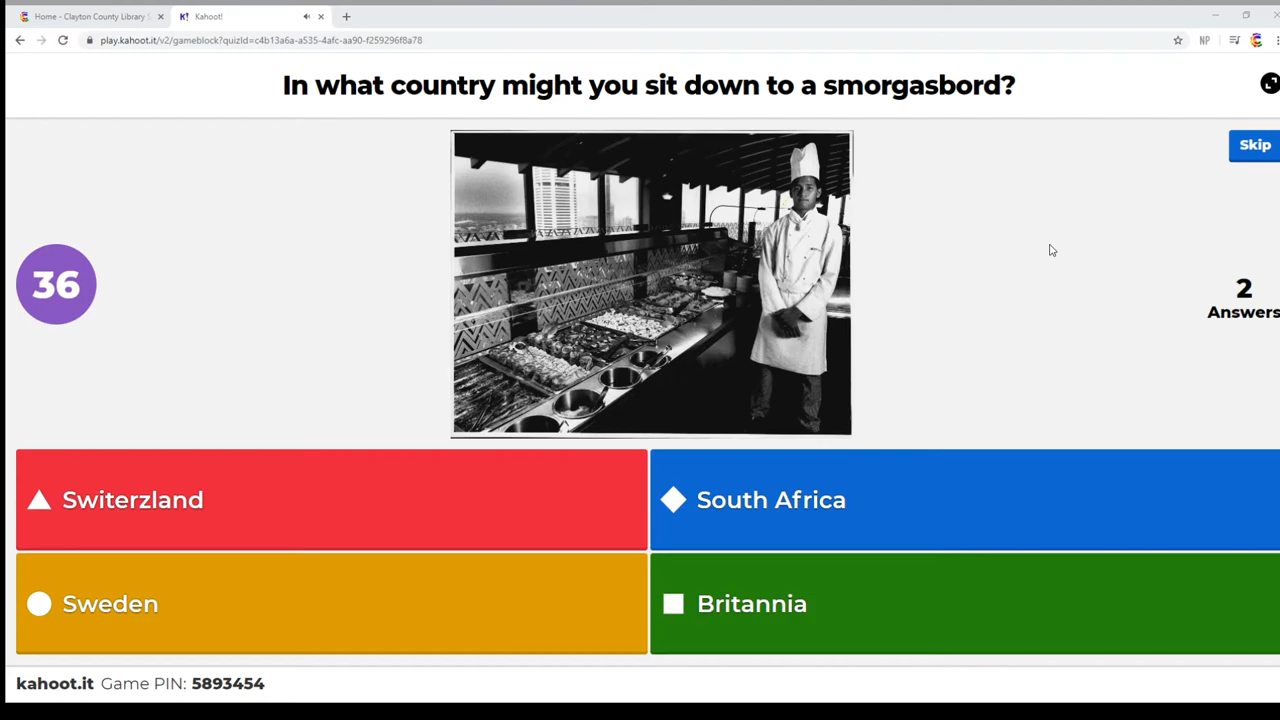 Home - Clayton County Library S
Kahoot!
play.kahoot.it/v2/gameblock?quizId=c4b13a6a-a535-4afc-aa90-f259296f8a78
NP
In what country might you sit down to a smorgasbord?
Skip
36
2
Answers
Switerzland
South Africa
Sweden
Britannia
kahoot.it Game PIN: 5893454